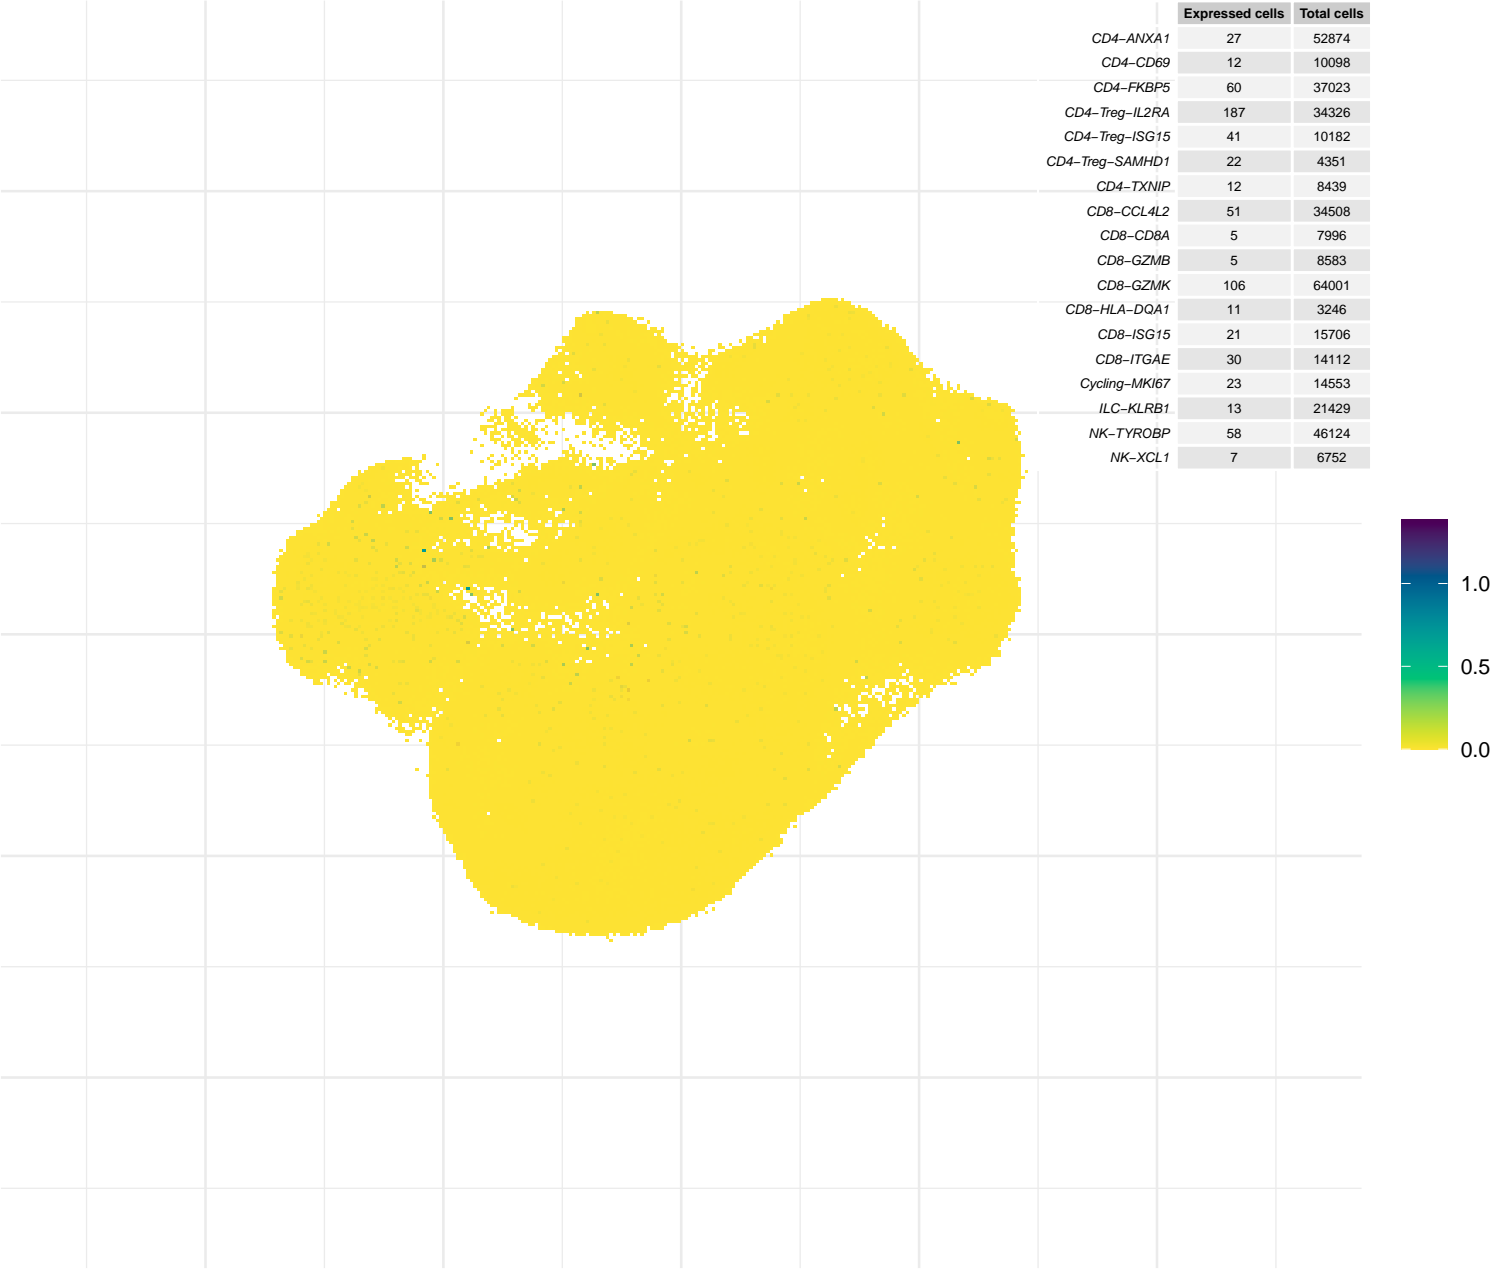 Expressed cells Total cells
CD4−ANXA1 27 52874
CD4−CD69 12 10098
CD4−FKBP5 60 37023
CD4−Treg−IL2RA 187 34326
CD4−Treg−ISG15 41 10182
CD4−Treg−SAMHD1 22 4351
CD4−TXNIP 12 8439
CD8−CCL4L2 51 34508
CD8−CD8A 5 7996
CD8−GZMB 5 8583
CD8−GZMK 106 64001
CD8−HLA−DQA1 11 3246
CD8−ISG15 21 15706
CD8−ITGAE 30 14112
Cycling−MKI67 23 14553
ILC−KLRB1 13 21429
NK−TYROBP 58 46124
NK−XCL1 7 6752
1.0
0.5
0.0